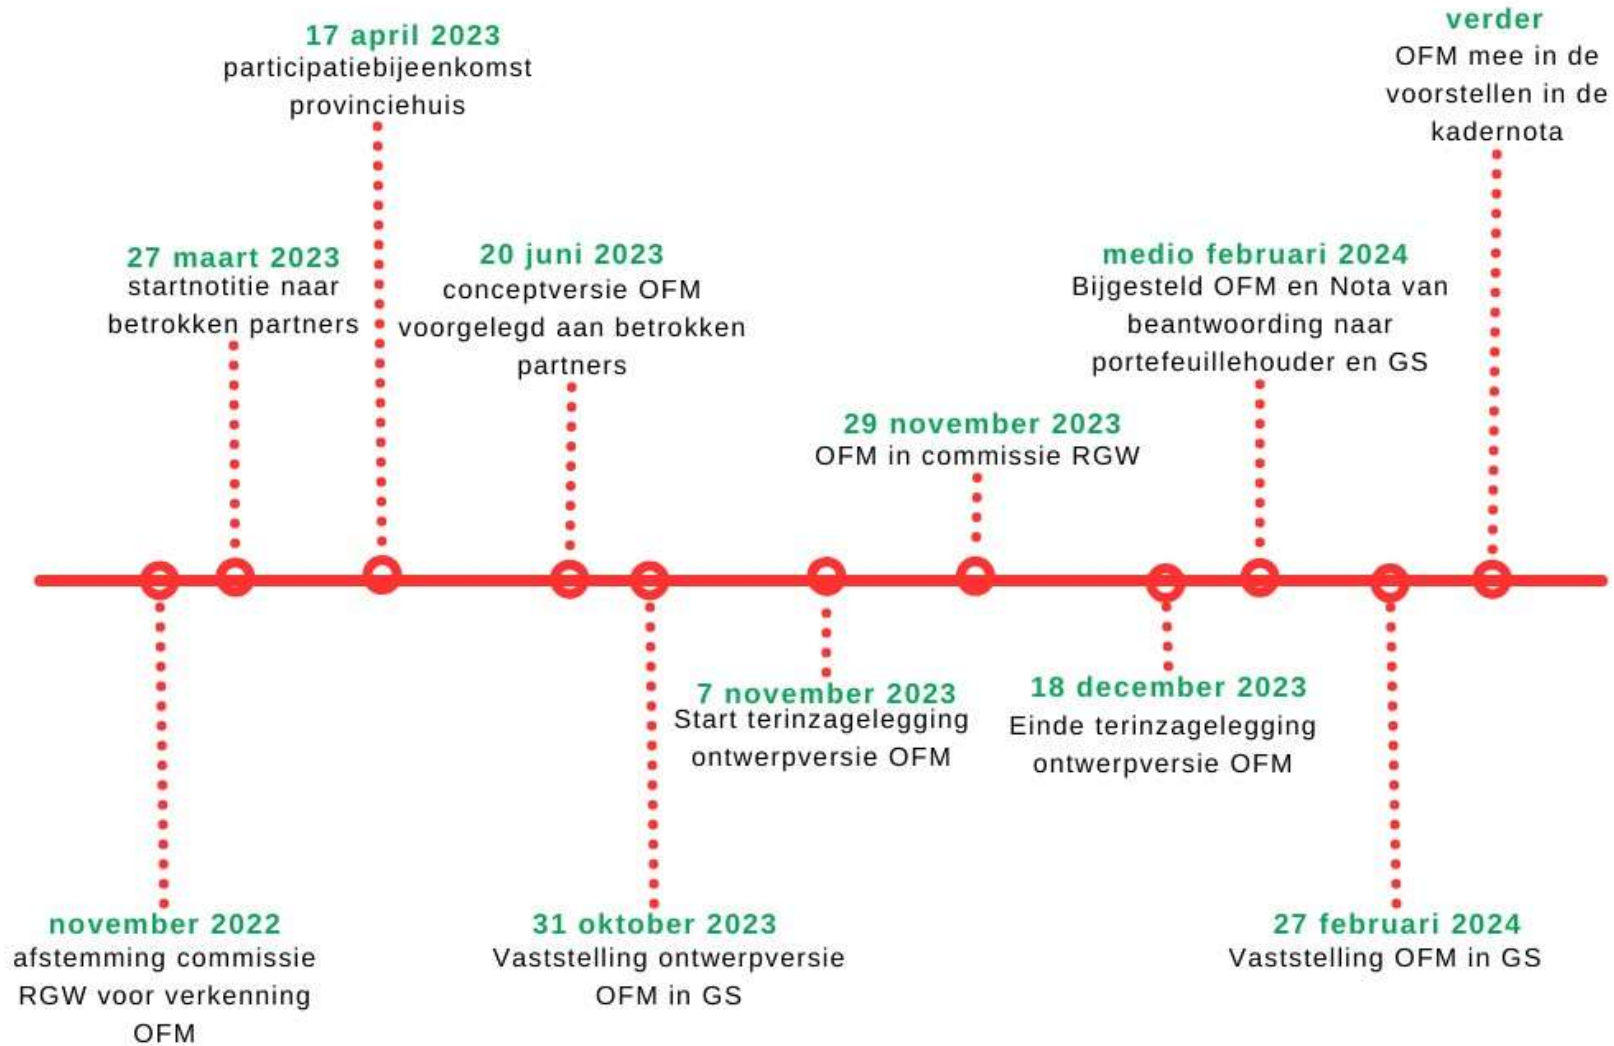 17 april 2023
participatiebijeenkomst
provinciehuis
verder
OFM mee in de
voorstellen in de
kadernota
27 maart 2023
startnotitie naar
betrokken partners
20 juni 2023
conceptversie OFM
voorgelegd aan betrokken
partners
medio februari 2024
Bijgesteld OFM en Nota van
beantwoording naar
portefeuillehouder en GS
29 november 2023
OFM in commissie RGW
7 november 2023
Start terinzagelegging
ontwerpversie OFM
18 december 2023
Einde terinzagelegging
ontwerpversie OFM
november 2022
afstemming commissie
RGW voor verkenning
OFM
31 oktober 2023
Vaststelling ontwerpversie
OFM in GS
27 februari 2024
Vaststelling OFM in GS